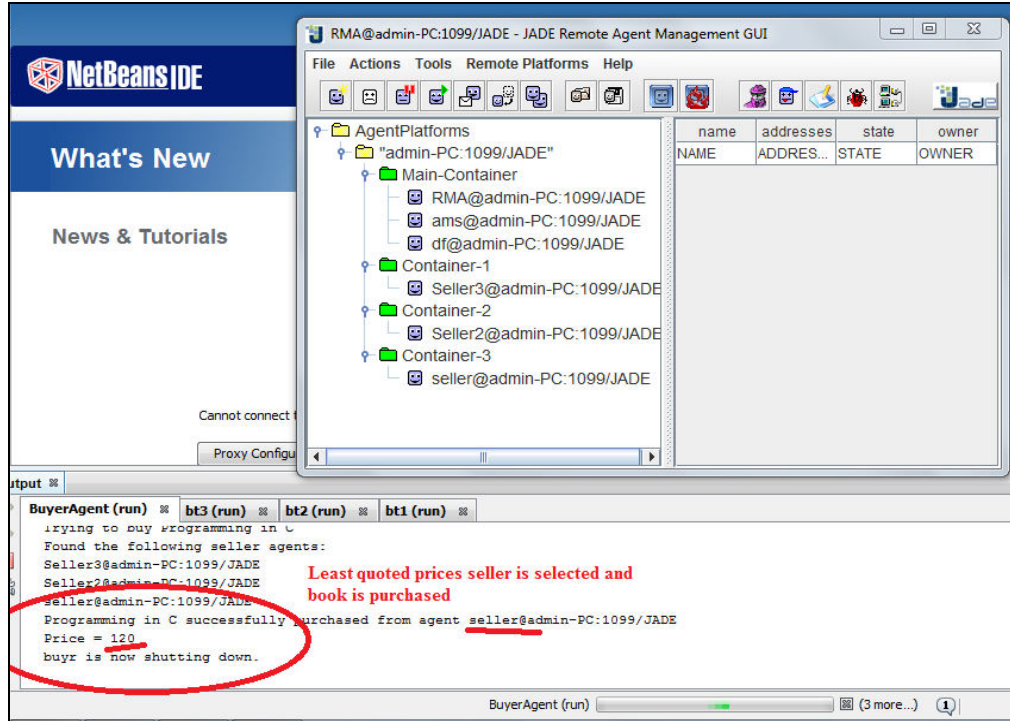 RMA@admin-PC:1099/JADE - JADE Remote Agent Management GUI
File Actions Tools Remote Platforms Help
Jade
NetBeans IDE
What's New
News & Tutorials
Cannot connect
Proxy Configu
AgentPlatforms
"admin-PC:1099/JADE"
Main-Container
RMA@admin-PC:1099/JADE
ams@admin-PC:1099/JADE
df@admin-PC:1099/JADE
Container-1
Seller3@admin-PC:1099/JADE
Container-2
Seller2@admin-PC:1099/JADE
Container-3
seller@admin-PC:1099/JADE
name addresses state owner
NAME ADDRES... STATE OWNER
utput
BuyerAgent (run) bt3 (run) bt2 (run) bt1 (run)
Trying to buy Programming in C
Found the following seller agents:
Seller3@admin-PC:1099/JADE
Seller2@admin-PC:1099/JADE
seller@admin-PC:1099/JADE
Least quoted prices seller is selected and
book is purchased
Programming in C successfully purchased from agent seller@admin-PC:1099/JADE
Price = 120
buyr is now shutting down.
BuyerAgent (run) (3 more...) 1